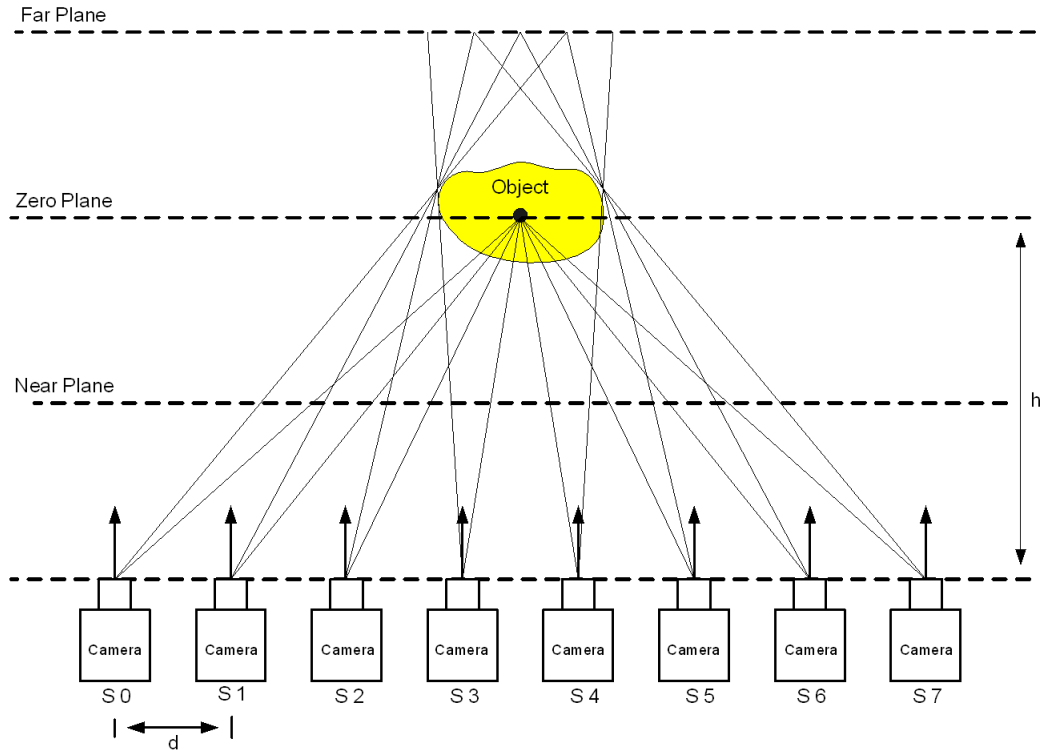 Far Plane
Object
Zero Plane
Near Plane
h
Camera Camera Camera Camera Camera Camera Camera Camera
S 0 S 1 S 2 S 3 S 4 S 5 S 6 S 7
d